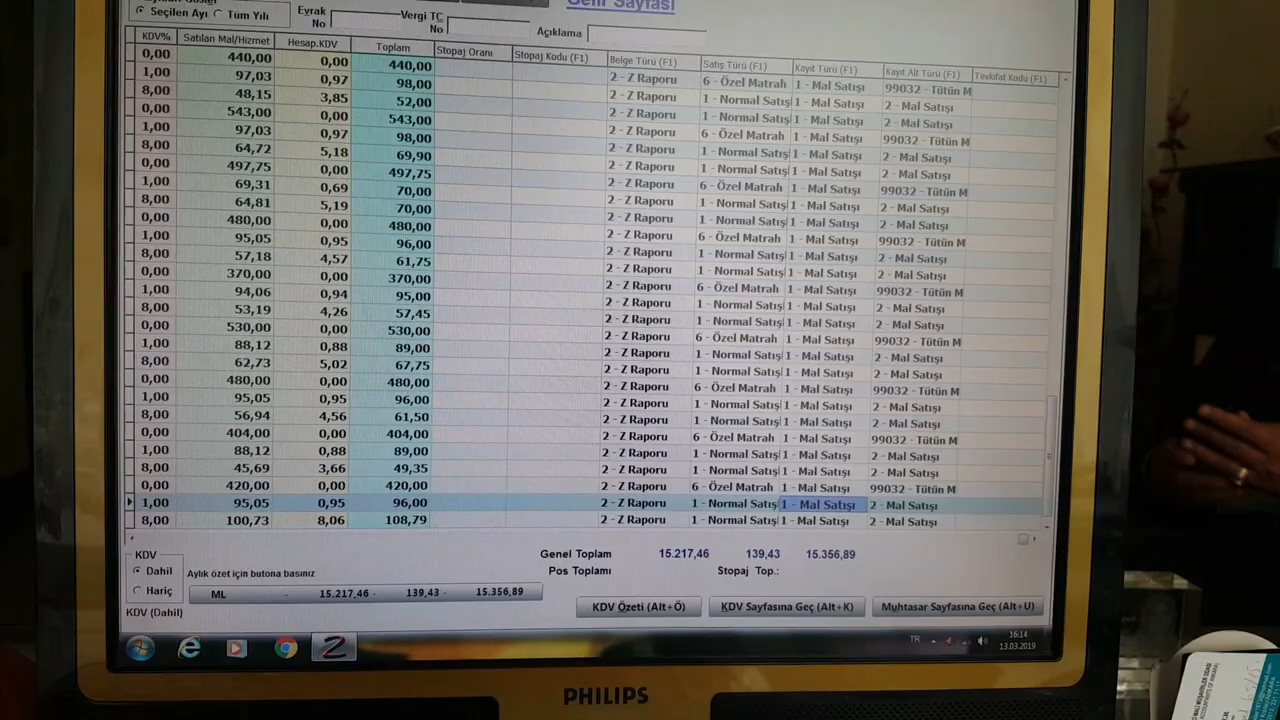 Seçilen Ayı Tüm Yılı Evrak No Vergi TC No Açıklama
Gelir Sayfası
KDV% Satılan Mal/Hizmet Hesap.KDV Toplam Stopaj Oranı Stopaj Kodu (F1) Belge Türü (F1) Satış Türü (F1) Kayıt Türü (F1) Kayıt Alt Türü (F1) Tevkifat Kodu (F1)
0,00 440,00 0,00 440,00 2 - Z Raporu 6 - Özel Matrah 1 - Mal Satışı 99032 - Tütün M
1,00 97,03 0,97 98,00 2 - Z Raporu 1 - Normal Satış 1 - Mal Satışı 2 - Mal Satışı
8,00 48,15 3,85 52,00 2 - Z Raporu 1 - Normal Satış 1 - Mal Satışı 2 - Mal Satışı
0,00 543,00 0,00 543,00 2 - Z Raporu 6 - Özel Matrah 1 - Mal Satışı 99032 - Tütün M
1,00 97,03 0,97 98,00 2 - Z Raporu 1 - Normal Satış 1 - Mal Satışı 2 - Mal Satışı
8,00 64,72 5,18 69,90 2 - Z Raporu 1 - Normal Satış 1 - Mal Satışı 2 - Mal Satışı
0,00 497,75 0,00 497,75 2 - Z Raporu 6 - Özel Matrah 1 - Mal Satışı 99032 - Tütün M
1,00 69,31 0,69 70,00 2 - Z Raporu 1 - Normal Satış 1 - Mal Satışı 2 - Mal Satışı
8,00 64,81 5,19 70,00 2 - Z Raporu 1 - Normal Satış 1 - Mal Satışı 2 - Mal Satışı
0,00 480,00 0,00 480,00 2 - Z Raporu 6 - Özel Matrah 1 - Mal Satışı 99032 - Tütün M
1,00 95,05 0,95 96,00 2 - Z Raporu 1 - Normal Satış 1 - Mal Satışı 2 - Mal Satışı
8,00 57,18 4,57 61,75 2 - Z Raporu 1 - Normal Satış 1 - Mal Satışı 2 - Mal Satışı
0,00 370,00 0,00 370,00 2 - Z Raporu 6 - Özel Matrah 1 - Mal Satışı 99032 - Tütün M
1,00 94,06 0,94 95,00 2 - Z Raporu 1 - Normal Satış 1 - Mal Satışı 2 - Mal Satışı
8,00 53,19 4,26 57,45 2 - Z Raporu 1 - Normal Satış 1 - Mal Satışı 2 - Mal Satışı
0,00 530,00 0,00 530,00 2 - Z Raporu 6 - Özel Matrah 1 - Mal Satışı 99032 - Tütün M
1,00 88,12 0,88 89,00 2 - Z Raporu 1 - Normal Satış 1 - Mal Satışı 2 - Mal Satışı
8,00 62,73 5,02 67,75 2 - Z Raporu 1 - Normal Satış 1 - Mal Satışı 2 - Mal Satışı
0,00 480,00 0,00 480,00 2 - Z Raporu 6 - Özel Matrah 1 - Mal Satışı 99032 - Tütün M
1,00 95,05 0,95 96,00 2 - Z Raporu 1 - Normal Satış 1 - Mal Satışı 2 - Mal Satışı
8,00 56,94 4,56 61,50 2 - Z Raporu 1 - Normal Satış 1 - Mal Satışı 2 - Mal Satışı
0,00 404,00 0,00 404,00 2 - Z Raporu 6 - Özel Matrah 1 - Mal Satışı 99032 - Tütün M
1,00 88,12 0,88 89,00 2 - Z Raporu 1 - Normal Satış 1 - Mal Satışı 2 - Mal Satışı
8,00 45,69 3,66 49,35 2 - Z Raporu 1 - Normal Satış 1 - Mal Satışı 2 - Mal Satışı
0,00 420,00 0,00 420,00 2 - Z Raporu 6 - Özel Matrah 1 - Mal Satışı 99032 - Tütün M
1,00 95,05 0,95 96,00 2 - Z Raporu 1 - Normal Satış 1 - Mal Satışı 2 - Mal Satışı
8,00 100,73 8,06 108,79 2 - Z Raporu 1 - Normal Satış 1 - Mal Satışı 2 - Mal Satışı
KDV
Dahil
Hariç
KDV (Dahil)
Aylık özet için butona basınız
ML - 15.217,46 - 139,43 - 15.356,89
Genel Toplam 15.217,46 139,43 15.356,89
Pos Toplamı Stopaj Top.:
KDV Özeti (Alt+Ö) KDV Sayfasına Geç (Alt+K) Muhtasar Sayfasına Geç (Alt+U)
TR 16:14
13.03.2019
PHILIPS